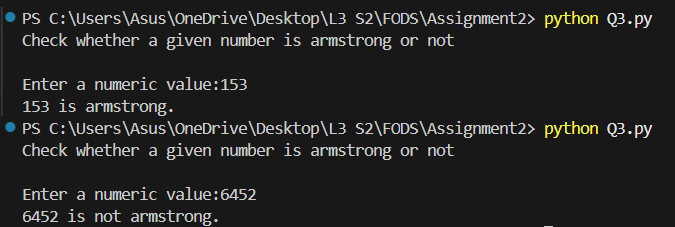 PS C:\Users\Asus\OneDrive\Desktop\L3 S2\FODS\Assignment2> python Q3.py
Check whether a given number is armstrong or not
Enter a numeric value:153
153 is armstrong.
PS C:\Users\Asus\OneDrive\Desktop\L3 S2\FODS\Assignment2> python Q3.py
Check whether a given number is armstrong or not
Enter a numeric value:6452
6452 is not armstrong.